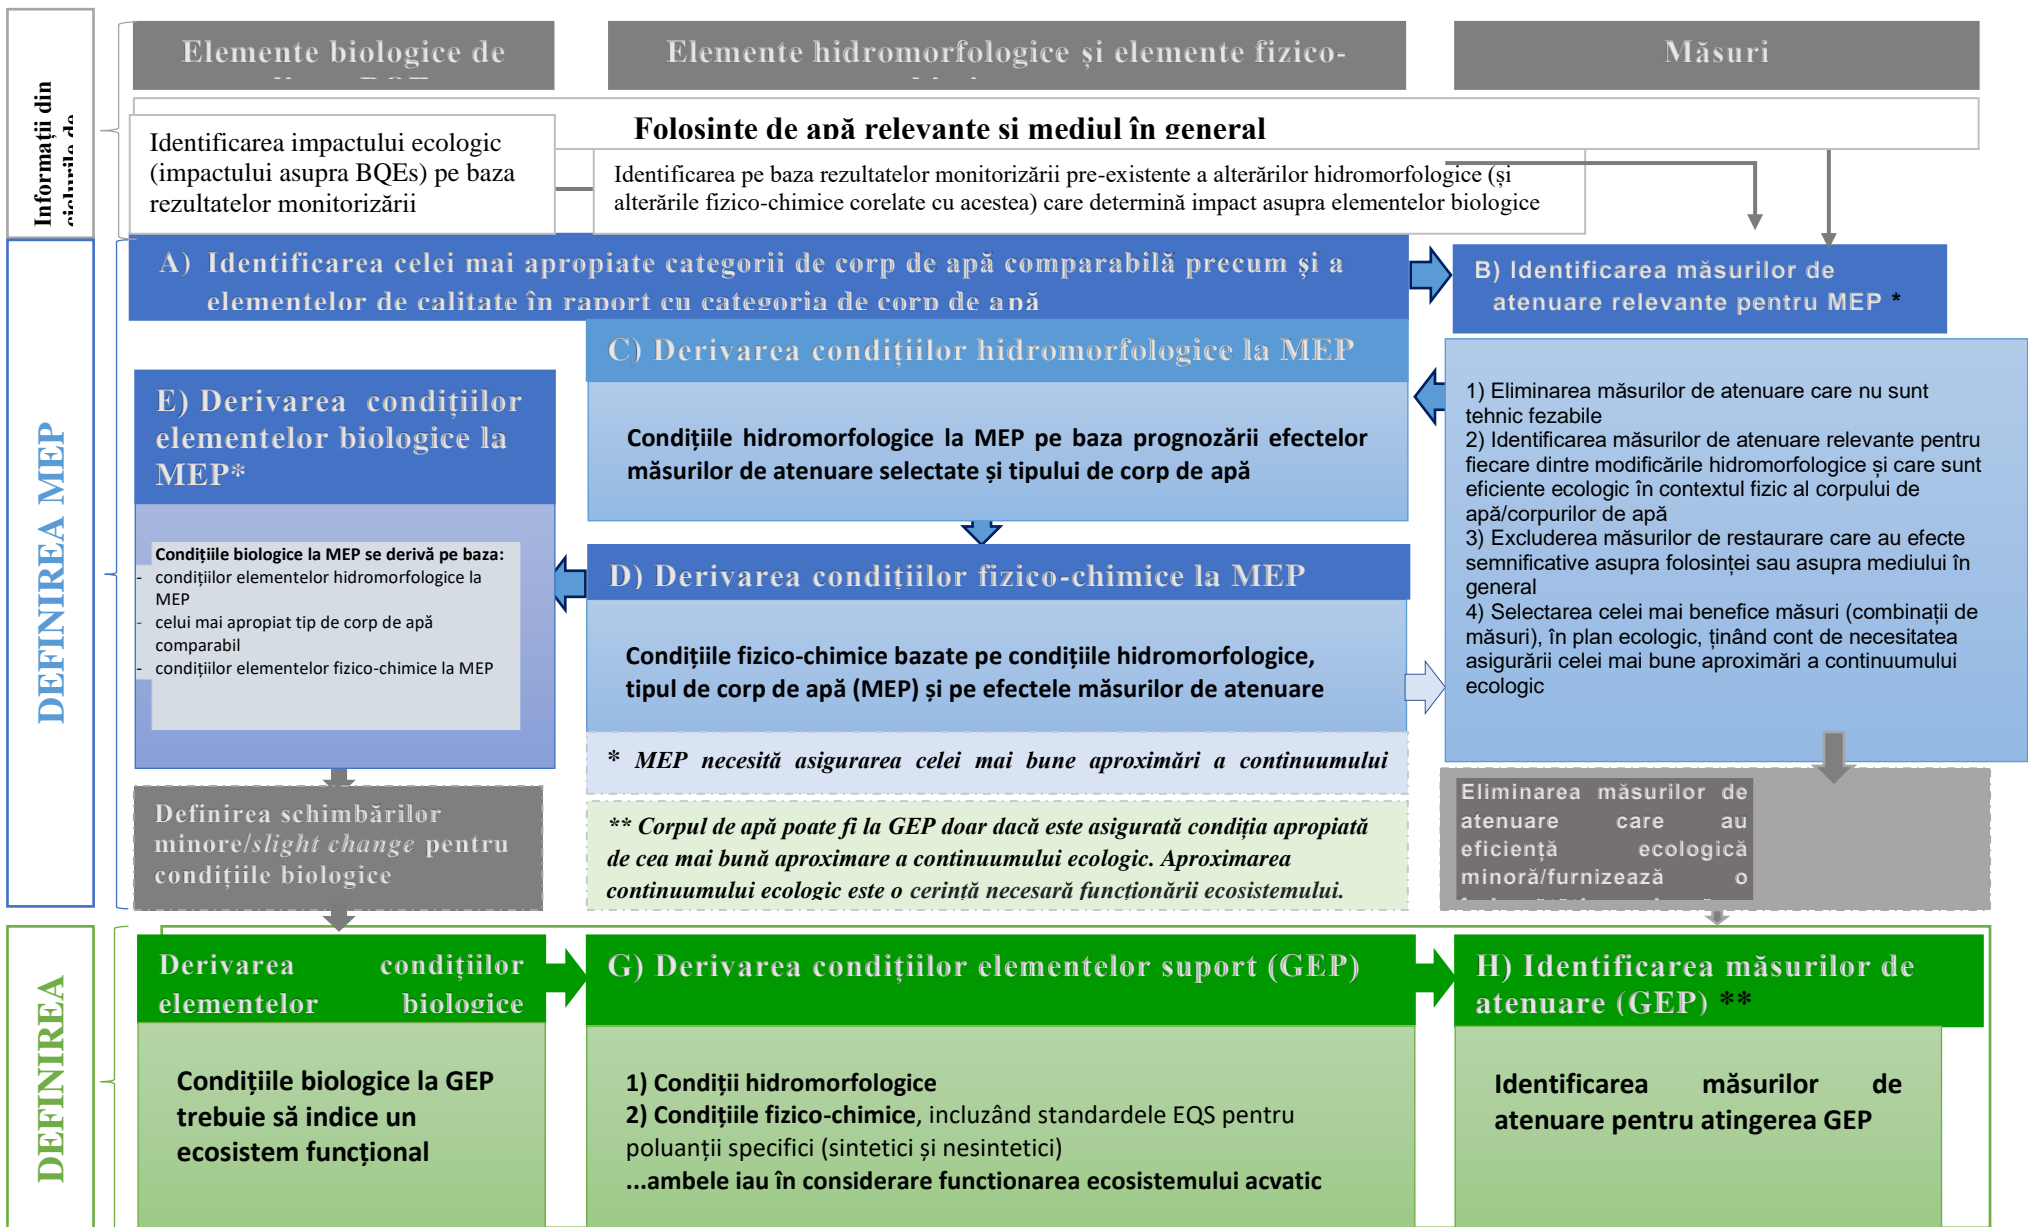 Elemente biologice de
Elemente hidromorfologice și elemente fizico-
Măsuri
Informații din
Folosințe de apă relevante și mediul în general
Identificarea impactului ecologic
(impactului asupra BQEs) pe baza
rezultatelor monitorizării
Identificarea pe baza rezultatelor monitorizării pre-existente a alterărilor hidromorfologice (și
alterările fizico-chimice corelate cu acestea) care determină impact asupra elementelor biologice
DEFINIREA MEP
A) Identificarea celei mai apropiate categorii de corp de apă comparabilă precum și a
elementelor de calitate în raport cu categoria de corp de apă
B) Identificarea măsurilor de
atenuare relevante pentru MEP *
C) Derivarea condițiilor hidromorfologice la MEP
Condițiile hidromorfologice la MEP pe baza prognozării efectelor
măsurilor de atenuare selectate și tipului de corp de apă
1) Eliminarea măsurilor de atenuare care nu sunt
tehnic fezabile
2) Identificarea măsurilor de atenuare relevante pentru
fiecare dintre modificările hidromorfologice și care sunt
eficiente ecologic în contextul fizic al corpului de
apă/corpurilor de apă
3) Excluderea măsurilor de restaurare care au efecte
semnificative asupra folosinței sau asupra mediului în
general
4) Selectarea celei mai benefice măsuri (combinații de
măsuri), în plan ecologic, ținând cont de necesitatea
asigurării celei mai bune aproximări a continuumului
ecologic
E) Derivarea condițiilor
elementelor biologice la
MEP*
Condițiile biologice la MEP se derivă pe baza:
- condițiilor elementelor hidromorfologice la
MEP
- celui mai apropiat tip de corp de apă
comparabil
- condițiilor elementelor fizico-chimice la MEP
D) Derivarea condițiilor fizico-chimice la MEP
Condițiile fizico-chimice bazate pe condițiile hidromorfologice,
tipul de corp de apă (MEP) și pe efectele măsurilor de atenuare
* MEP necesită asigurarea celei mai bune aproximări a continuumului
Definirea schimbărilor
minore/slight change pentru
condițiile biologice
** Corpul de apă poate fi la GEP doar dacă este asigurată condiția apropiată
de cea mai bună aproximare a continuumului ecologic. Aproximarea
continuumului ecologic este o cerință necesară funcționării ecosistemului.
Eliminarea măsurilor de
atenuare care au
eficiență ecologică
minoră/furnizează o
DEFINIREA
Derivarea condițiilor
elementelor biologice
Condițiile biologice la GEP
trebuie să indice un
ecosistem funcțional
G) Derivarea condițiilor elementelor suport (GEP)
1) Condiții hidromorfologice
2) Condițiile fizico-chimice, incluzând standardele EQS pentru
poluanții specifici (sintetici și nesintetici)
...ambele iau în considerare functionarea ecosistemului acvatic
H) Identificarea măsurilor de
atenuare (GEP) **
Identificarea măsurilor de
atenuare pentru atingerea GEP